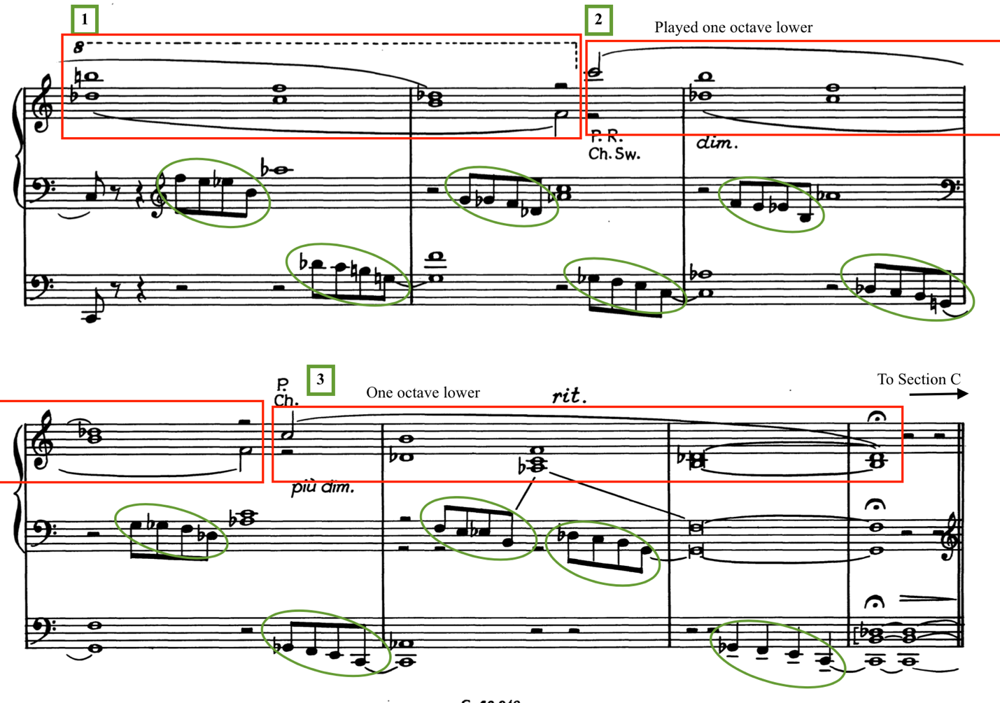 1
2
Played one octave lower
8
P. R.
Ch. Sw.
dim.
P.
Ch.
3
One octave lower
rit.
To Section C
più dim.